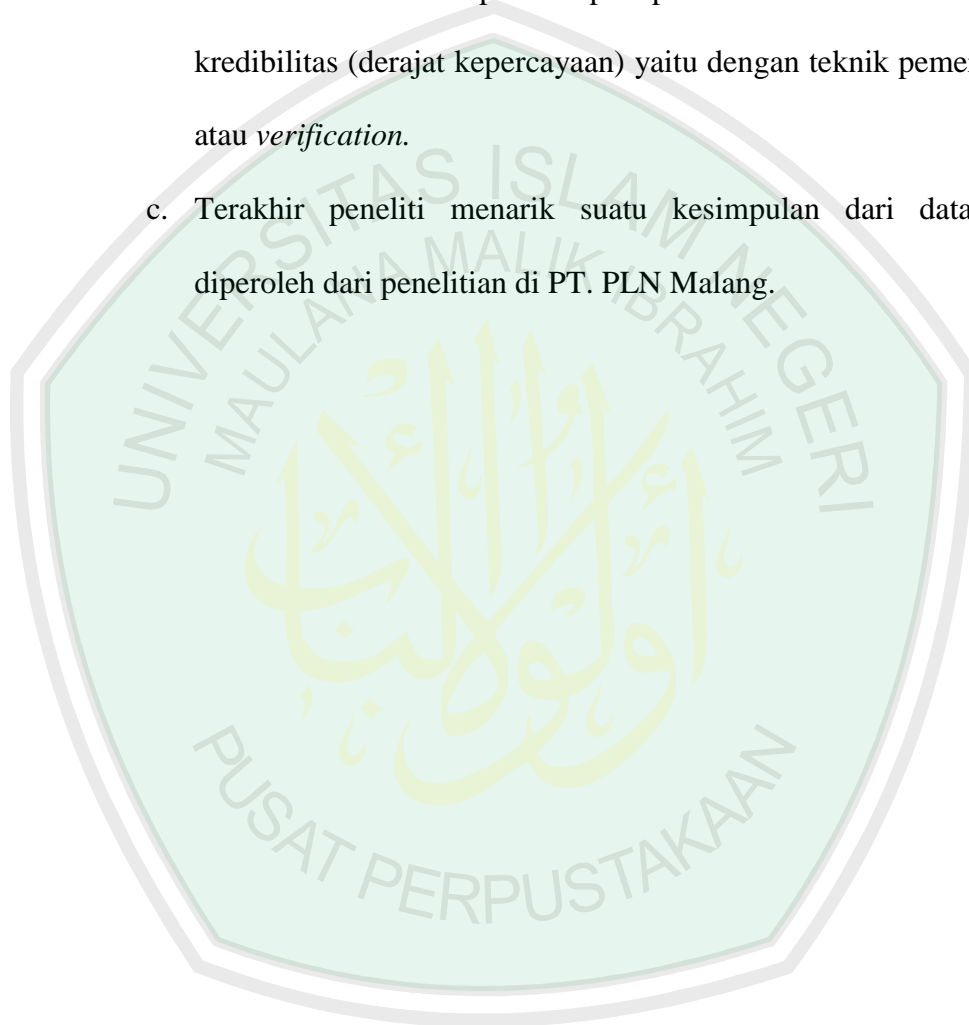 kredibilitas (derajat kepercayaan) yaitu dengan teknik
atau verification.
c. Terakhir peneliti menarik suatu kesimpulan dari data
diperoleh dari penelitian di PT. PLN Malang.
UNIVERSITAS ISLAM NEGERI
MAULANA MALIK IBRAHIM
PUSAT PERPUSTAKAAN